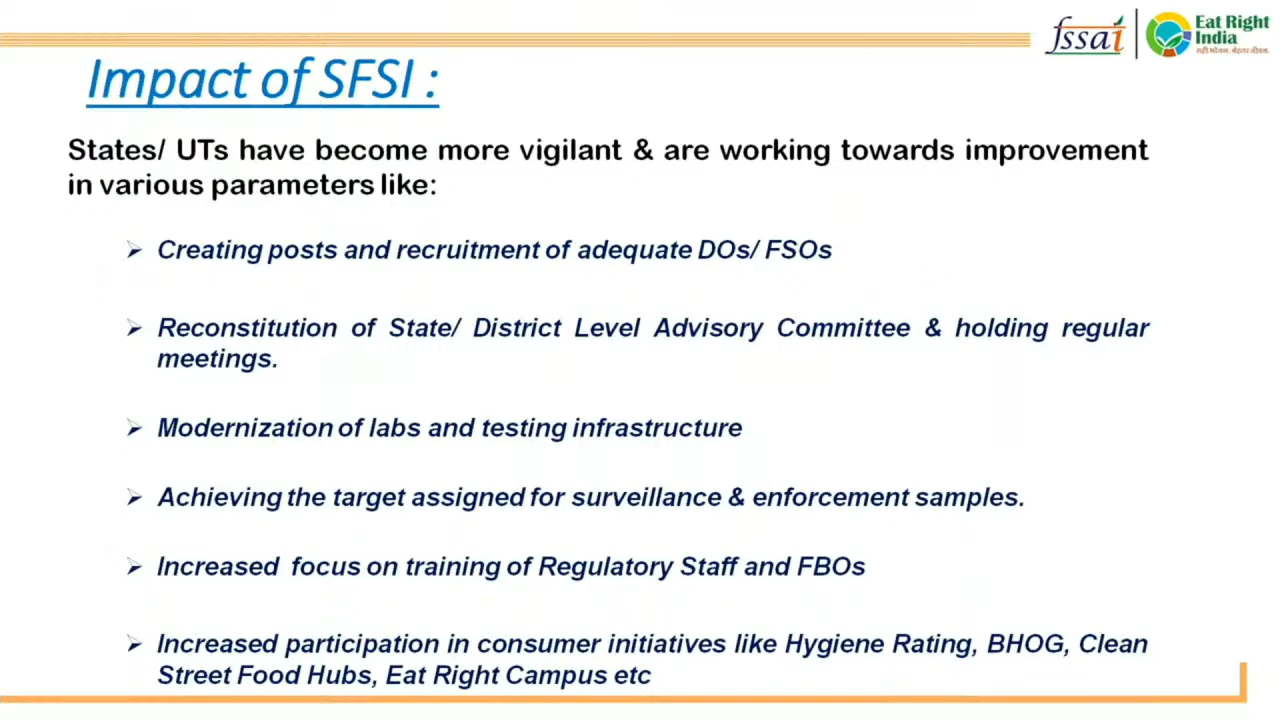 fssai
Eat Right
India
सही भोजन. बेहतर जीवन.
Impact of SFSI :
States/ UTs have become more vigilant & are working towards improvement
in various parameters like:
➢ Creating posts and recruitment of adequate DOs/ FSOs
➢ Reconstitution of State/ District Level Advisory Committee & holding regular
meetings.
➢ Modernization of labs and testing infrastructure
➢ Achieving the target assigned for surveillance & enforcement samples.
➢ Increased focus on training of Regulatory Staff and FBOs
➢ Increased participation in consumer initiatives like Hygiene Rating, BHOG, Clean
Street Food Hubs, Eat Right Campus etc